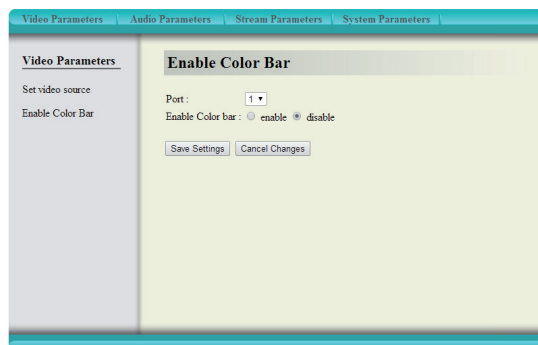 Video Parameters | Audio Parameters | Stream Parameters | System Parameters |
Video Parameters
Set video source
Enable Color Bar
Enable Color Bar
Port : 1
Enable Color bar : enable disable
Save Settings Cancel Changes